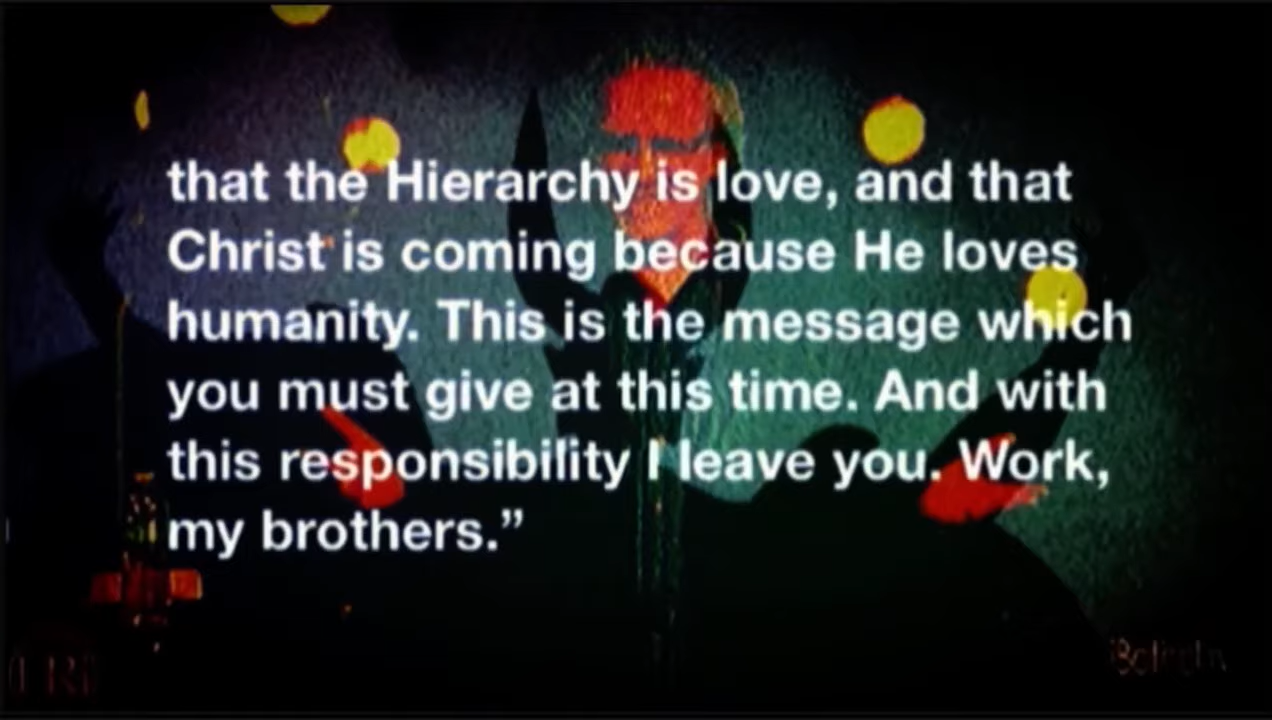 that the Hierarchy is love, and that
Christ is coming because He loves
humanity. This is the message which
you must give at this time. And with
this responsibility I leave you. Work,
my brothers.”